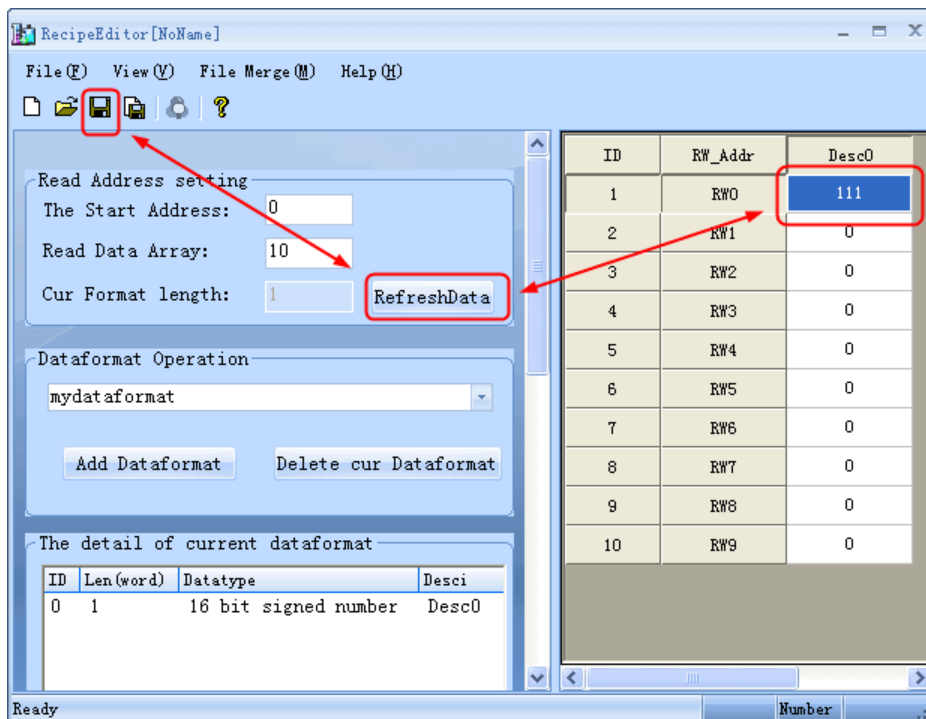 RecipeEditor[NoName]
File(F) View(V) File Merge(M) Help(H)
Read Address setting
The Start Address: 0
Read Data Array: 10
Cur Format length: 1 RefreshData
Dataformat Operation
mydataformat
Add Dataformat Delete cur Dataformat
The detail of current dataformat
ID Len(word) Datatype Desci
0 1 16 bit signed number Desc0
ID RW_Addr Desc0
1 RW0 111
2 RW1 0
3 RW2 0
4 RW3 0
5 RW4 0
6 RW5 0
7 RW6 0
8 RW7 0
9 RW8 0
10 RW9 0
Ready Number